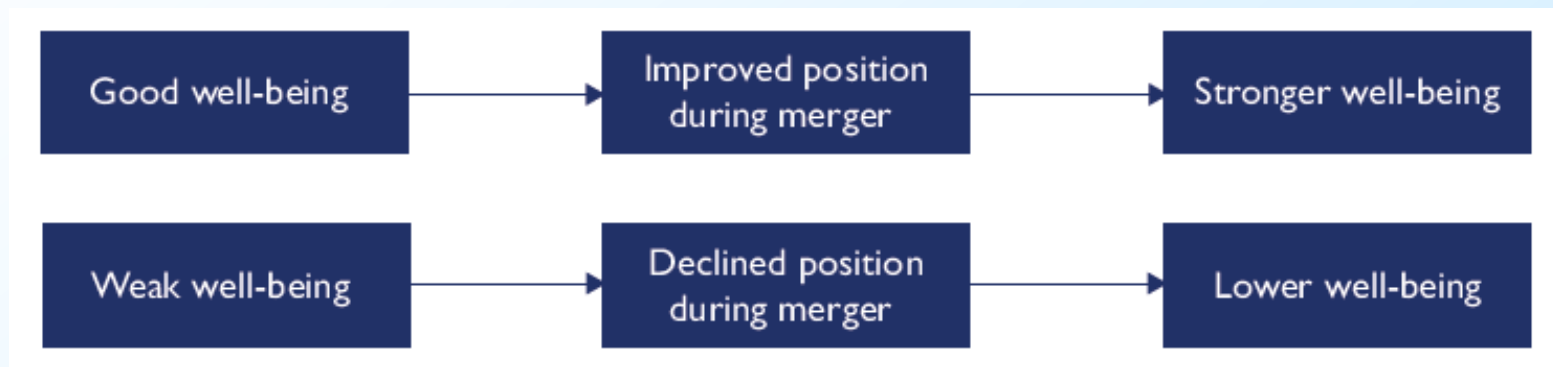 Good well-being
Improved position
during merger
Stronger well-being
Weak well-being
Declined position
during merger
Lower well-being